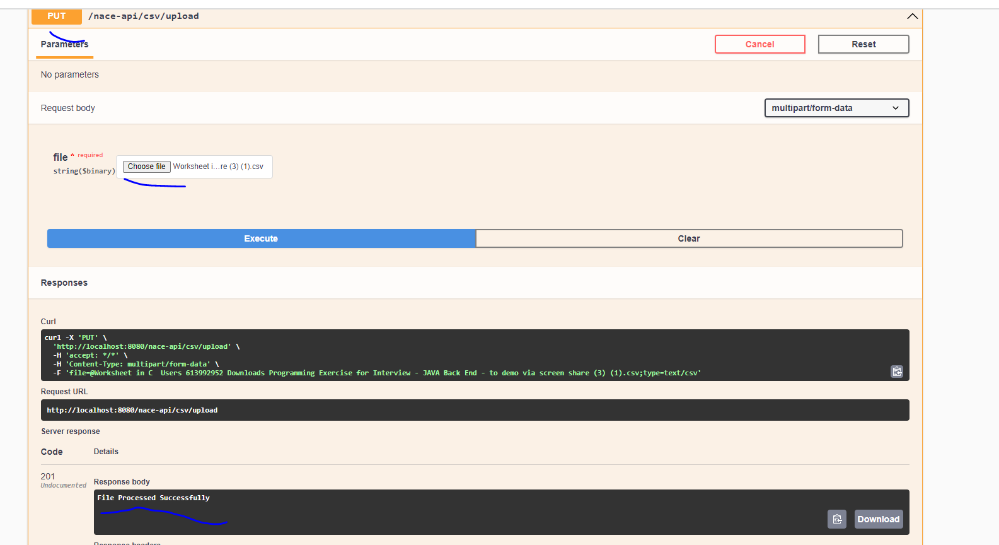 PUT /nace-api/csv/upload
Parameters
Cancel
Reset
No parameters
Request body
multipart/form-data
file * required
string($binary)
Choose file Worksheet i...re (3) (1).csv
Execute
Clear
Responses
Curl
curl -X 'PUT' \
'http://localhost:8080/nace-api/csv/upload' \
-H 'accept: */*' \
-H 'Content-Type: multipart/form-data' \
-F 'file=@Worksheet in C  Users 613992952 Downloads Programming Exercise for Interview - JAVA Back End - to demo via screen share (3) (1).csv;type=text/csv'
Request URL
http://localhost:8080/nace-api/csv/upload
Server response
Code Details
201
Undocumented
Response body
File Processed Successfully
Download
Response headers